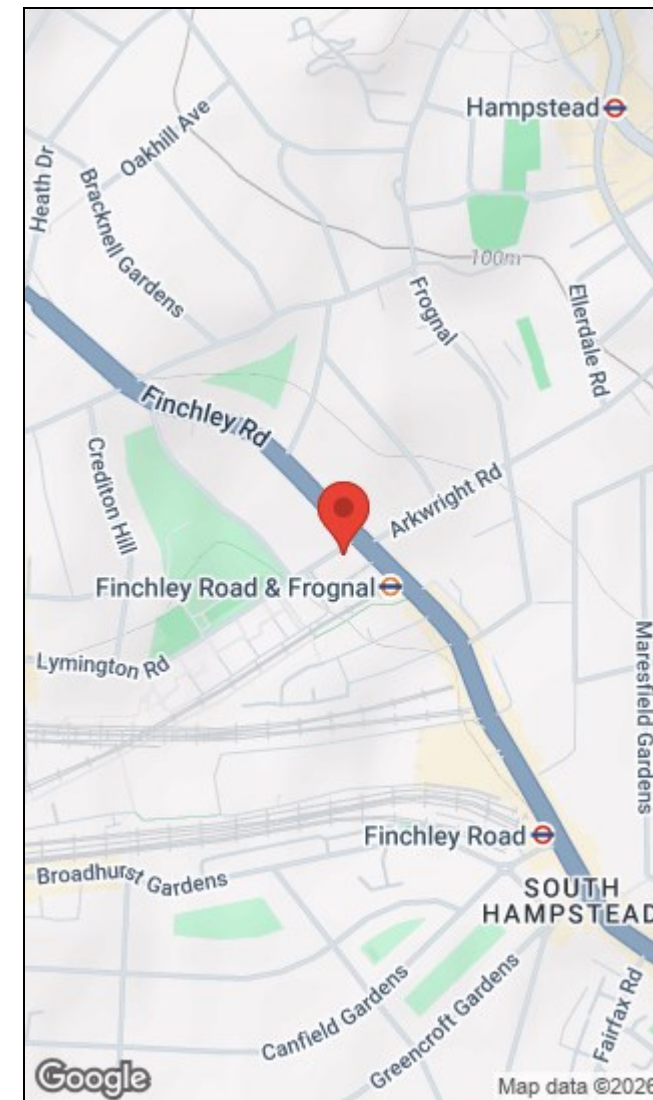 Hampstead
Oakhill Ave
Heath Dr
Bracknell Gardens
100m
Frognal
Ellerdale Rd
Finchley Rd
Crediton Hill
Arkwright Rd
Finchley Road & Frognal
Lymington Rd
Maresfield Gardens
Finchley Road
Broadhurst Gardens
SOUTH
HAMPSTEAD
Canfield Gardens
Greencroft Gardens
Fairfax Rd
Google
Map data ©2026